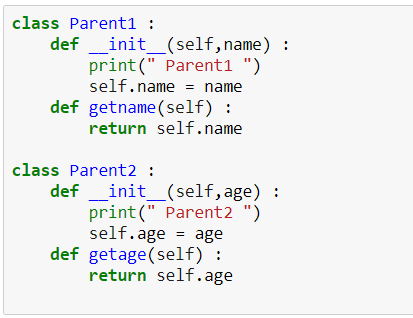 class Parent1 :
    def __init__(self,name) :
        print(" Parent1 ")
        self.name = name
    def getname(self) :
        return self.name

class Parent2 :
    def __init__(self,age) :
        print(" Parent2 ")
        self.age = age
    def getage(self) :
        return self.age